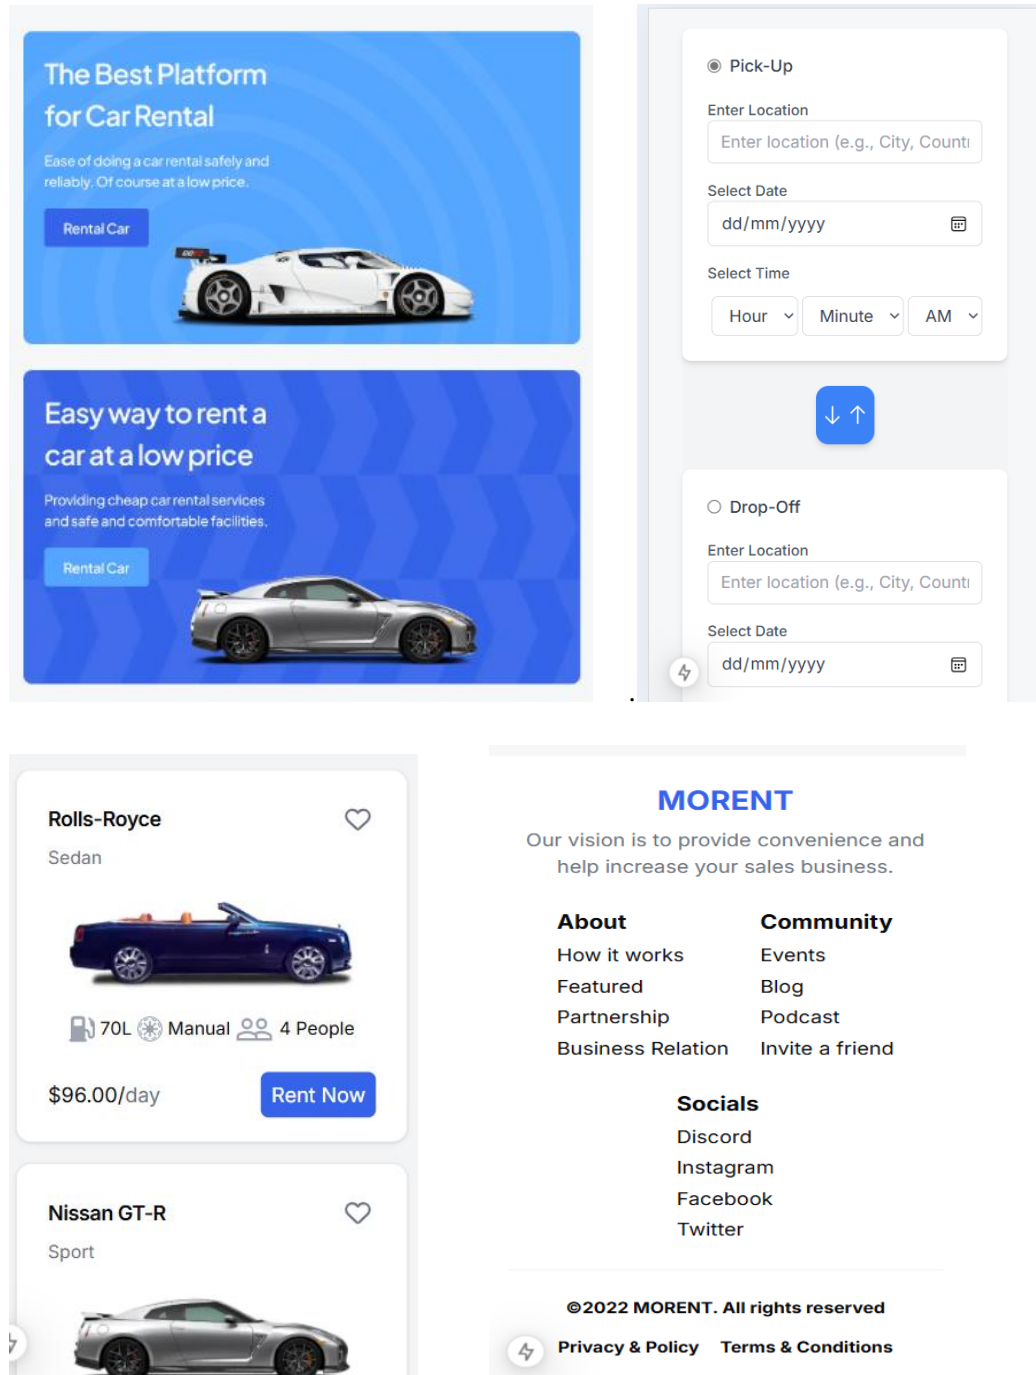 The Best Platform
for Car Rental
Ease of doing a car rental safely and
reliably. Of course at a low price.
Rental Car
Easy way to rent a
car at a low price
Providing cheap car rental services
and safe and comfortable facilities.
Rental Car
Pick-Up
Enter Location
Enter location (e.g., City, Countr
Select Date
dd/mm/yyyy
Select Time
Hour Minute AM
Drop-Off
Enter Location
Enter location (e.g., City, Countr
Select Date
dd/mm/yyyy
.
Rolls-Royce
Sedan
70L Manual 4 People
$96.00/day Rent Now
Nissan GT-R
Sport
MORENT
Our vision is to provide convenience and
help increase your sales business.
About
How it works
Featured
Partnership
Business Relation
Community
Events
Blog
Podcast
Invite a friend
Socials
Discord
Instagram
Facebook
Twitter
©2022 MORENT. All rights reserved
Privacy & Policy Terms & Conditions